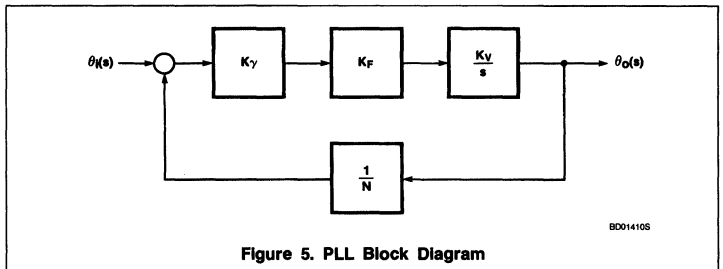 θI(s)
Kγ
KF
KV
s
θO(s)
1
N
BD01410S
Figure 5. PLL Block Diagram